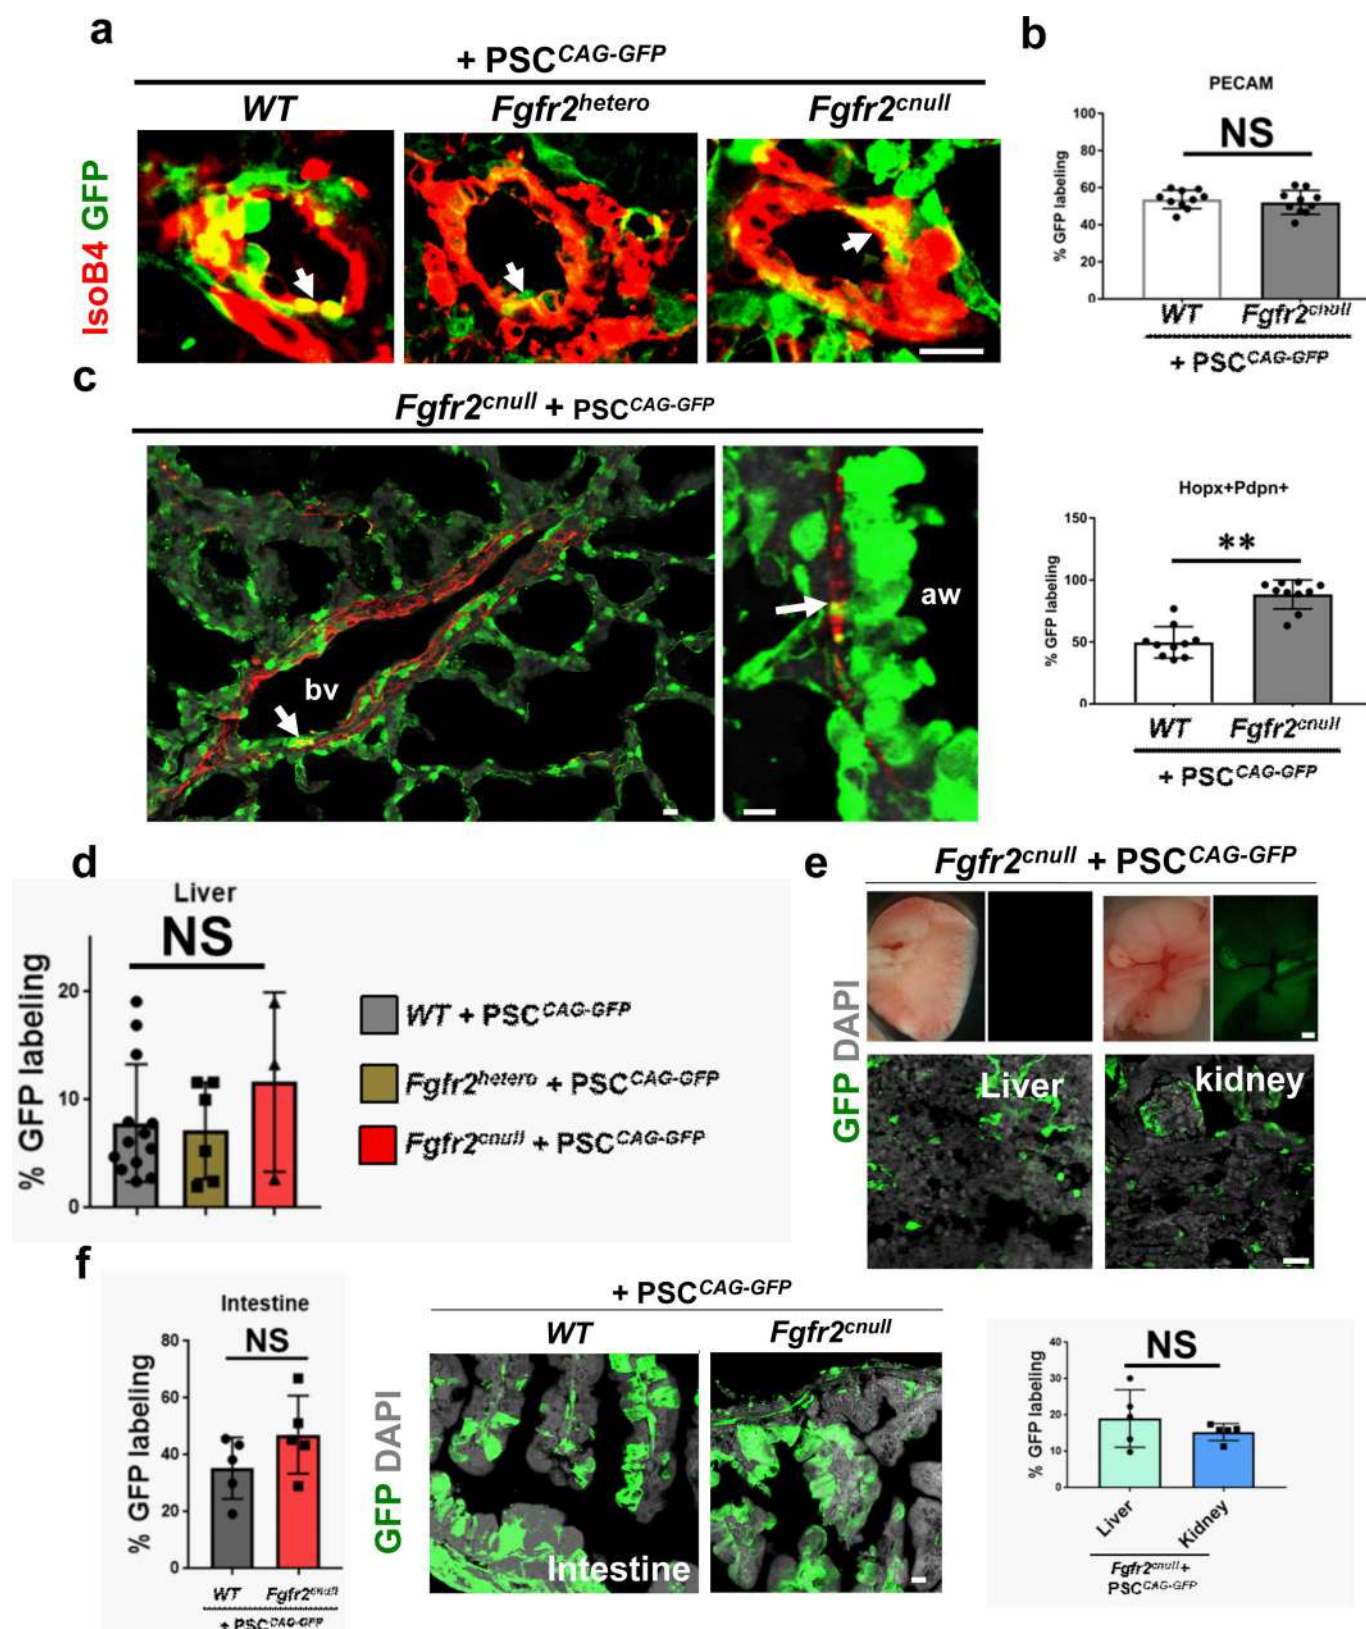 a
+ PSC^CAG-GFP
WT Fgfr2^hetero Fgfr2^cnull
IsoB4 GFP
b
PECAM
NS
% GFP labeling
100
80
60
40
20
0
WT Fgfr2^cnull
+ PSC^CAG-GFP
c
Fgfr2^cnull + PSC^CAG-GFP
bv
aw
Hopx+Pdpn+
**
% GFP labeling
150
100
50
0
WT Fgfr2^cnull
+ PSC^CAG-GFP
d
Liver
NS
% GFP labeling
20
10
0
WT + PSC^CAG-GFP
Fgfr2^hetero + PSC^CAG-GFP
Fgfr2^cnull + PSC^CAG-GFP
e
Fgfr2^cnull + PSC^CAG-GFP
GFP DAPI
Liver
kidney
f
Intestine
NS
% GFP labeling
80
60
40
20
0
WT Fgfr2^cnull
+ PSC^CAG-GFP
+ PSC^CAG-GFP
WT Fgfr2^cnull
GFP DAPI
Intestine
NS
% GFP labeling
40
30
20
10
0
Liver
Kidney
Fgfr2^cnull +
PSC^CAG-GFP